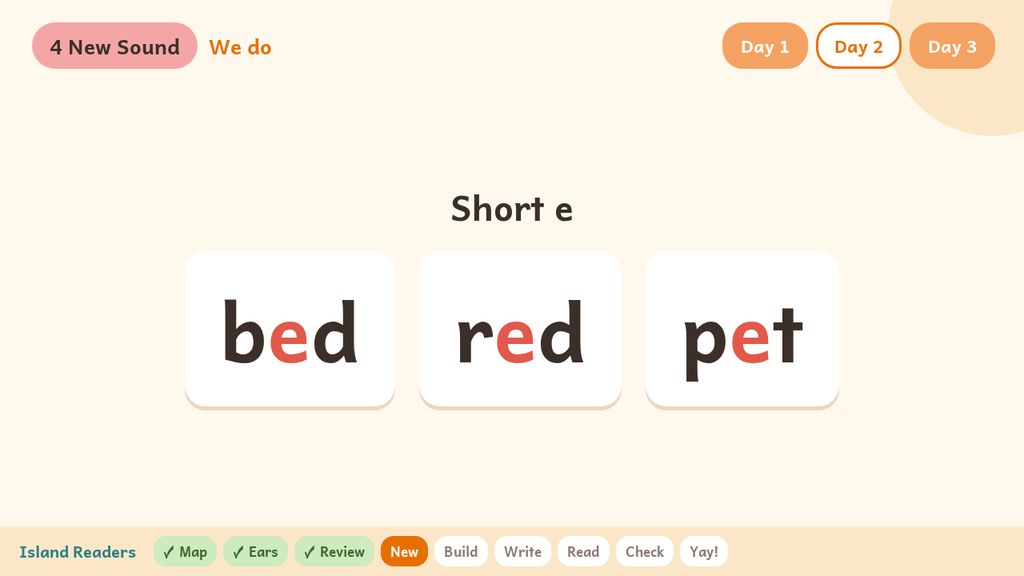 4 New Sound We do Day 1 Day 2 Day 3
Short e
bed red pet
Island Readers ✓ Map ✓ Ears ✓ Review New Build Write Read Check Yay!